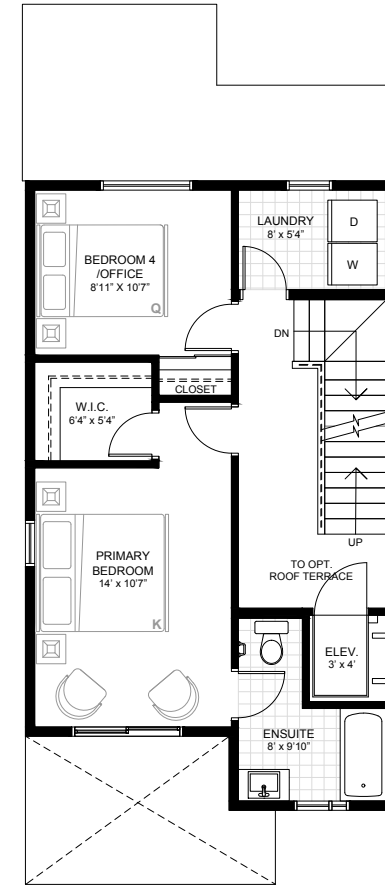 LAUNDRY
8' x 5'4"
D
W
BEDROOM 4
/OFFICE
8'11" X 10'7"
Q
DN
CLOSET
W.I.C.
6'4" x 5'4"
UP
TO OPT.
ROOF TERRACE
PRIMARY
BEDROOM
14' x 10'7"
K
ELEV.
3' x 4'
ENSUITE
8' x 9'10"